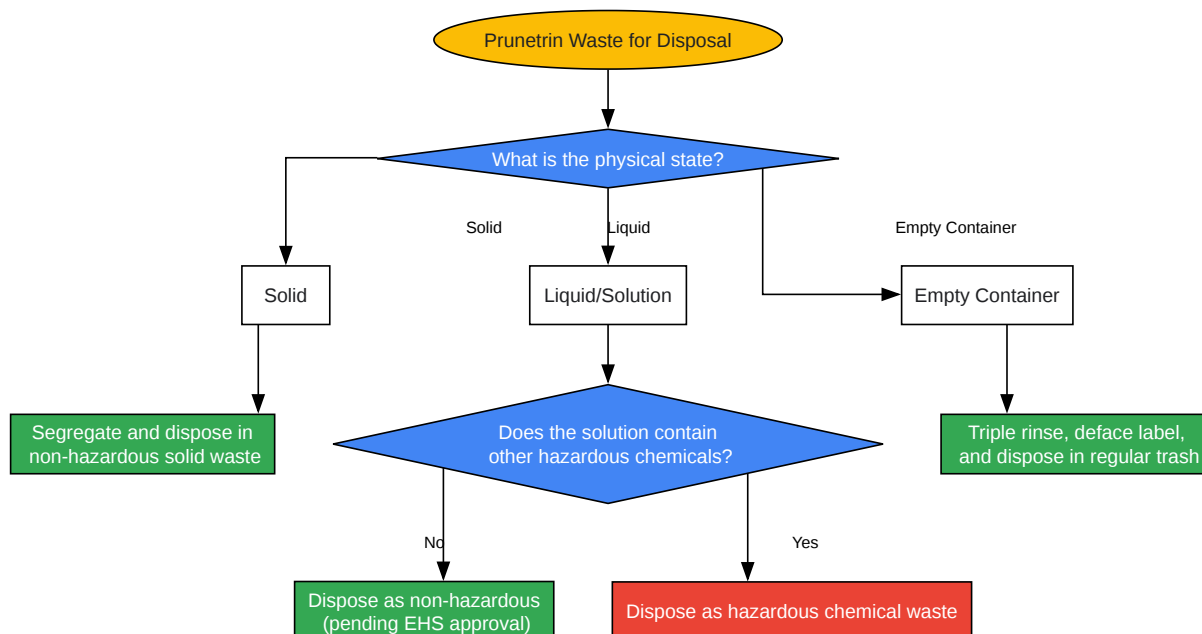 Prunetrin Waste for Disposal
What is the physical state?
Solid
Liquid
Empty Container
Solid
Liquid/Solution
Empty Container
Segregate and dispose in
non-hazardous solid waste
Does the solution contain
other hazardous chemicals?
Triple rinse, deface label,
and dispose in regular trash
No
Yes
Dispose as non-hazardous
(pending EHS approval)
Dispose as hazardous chemical waste